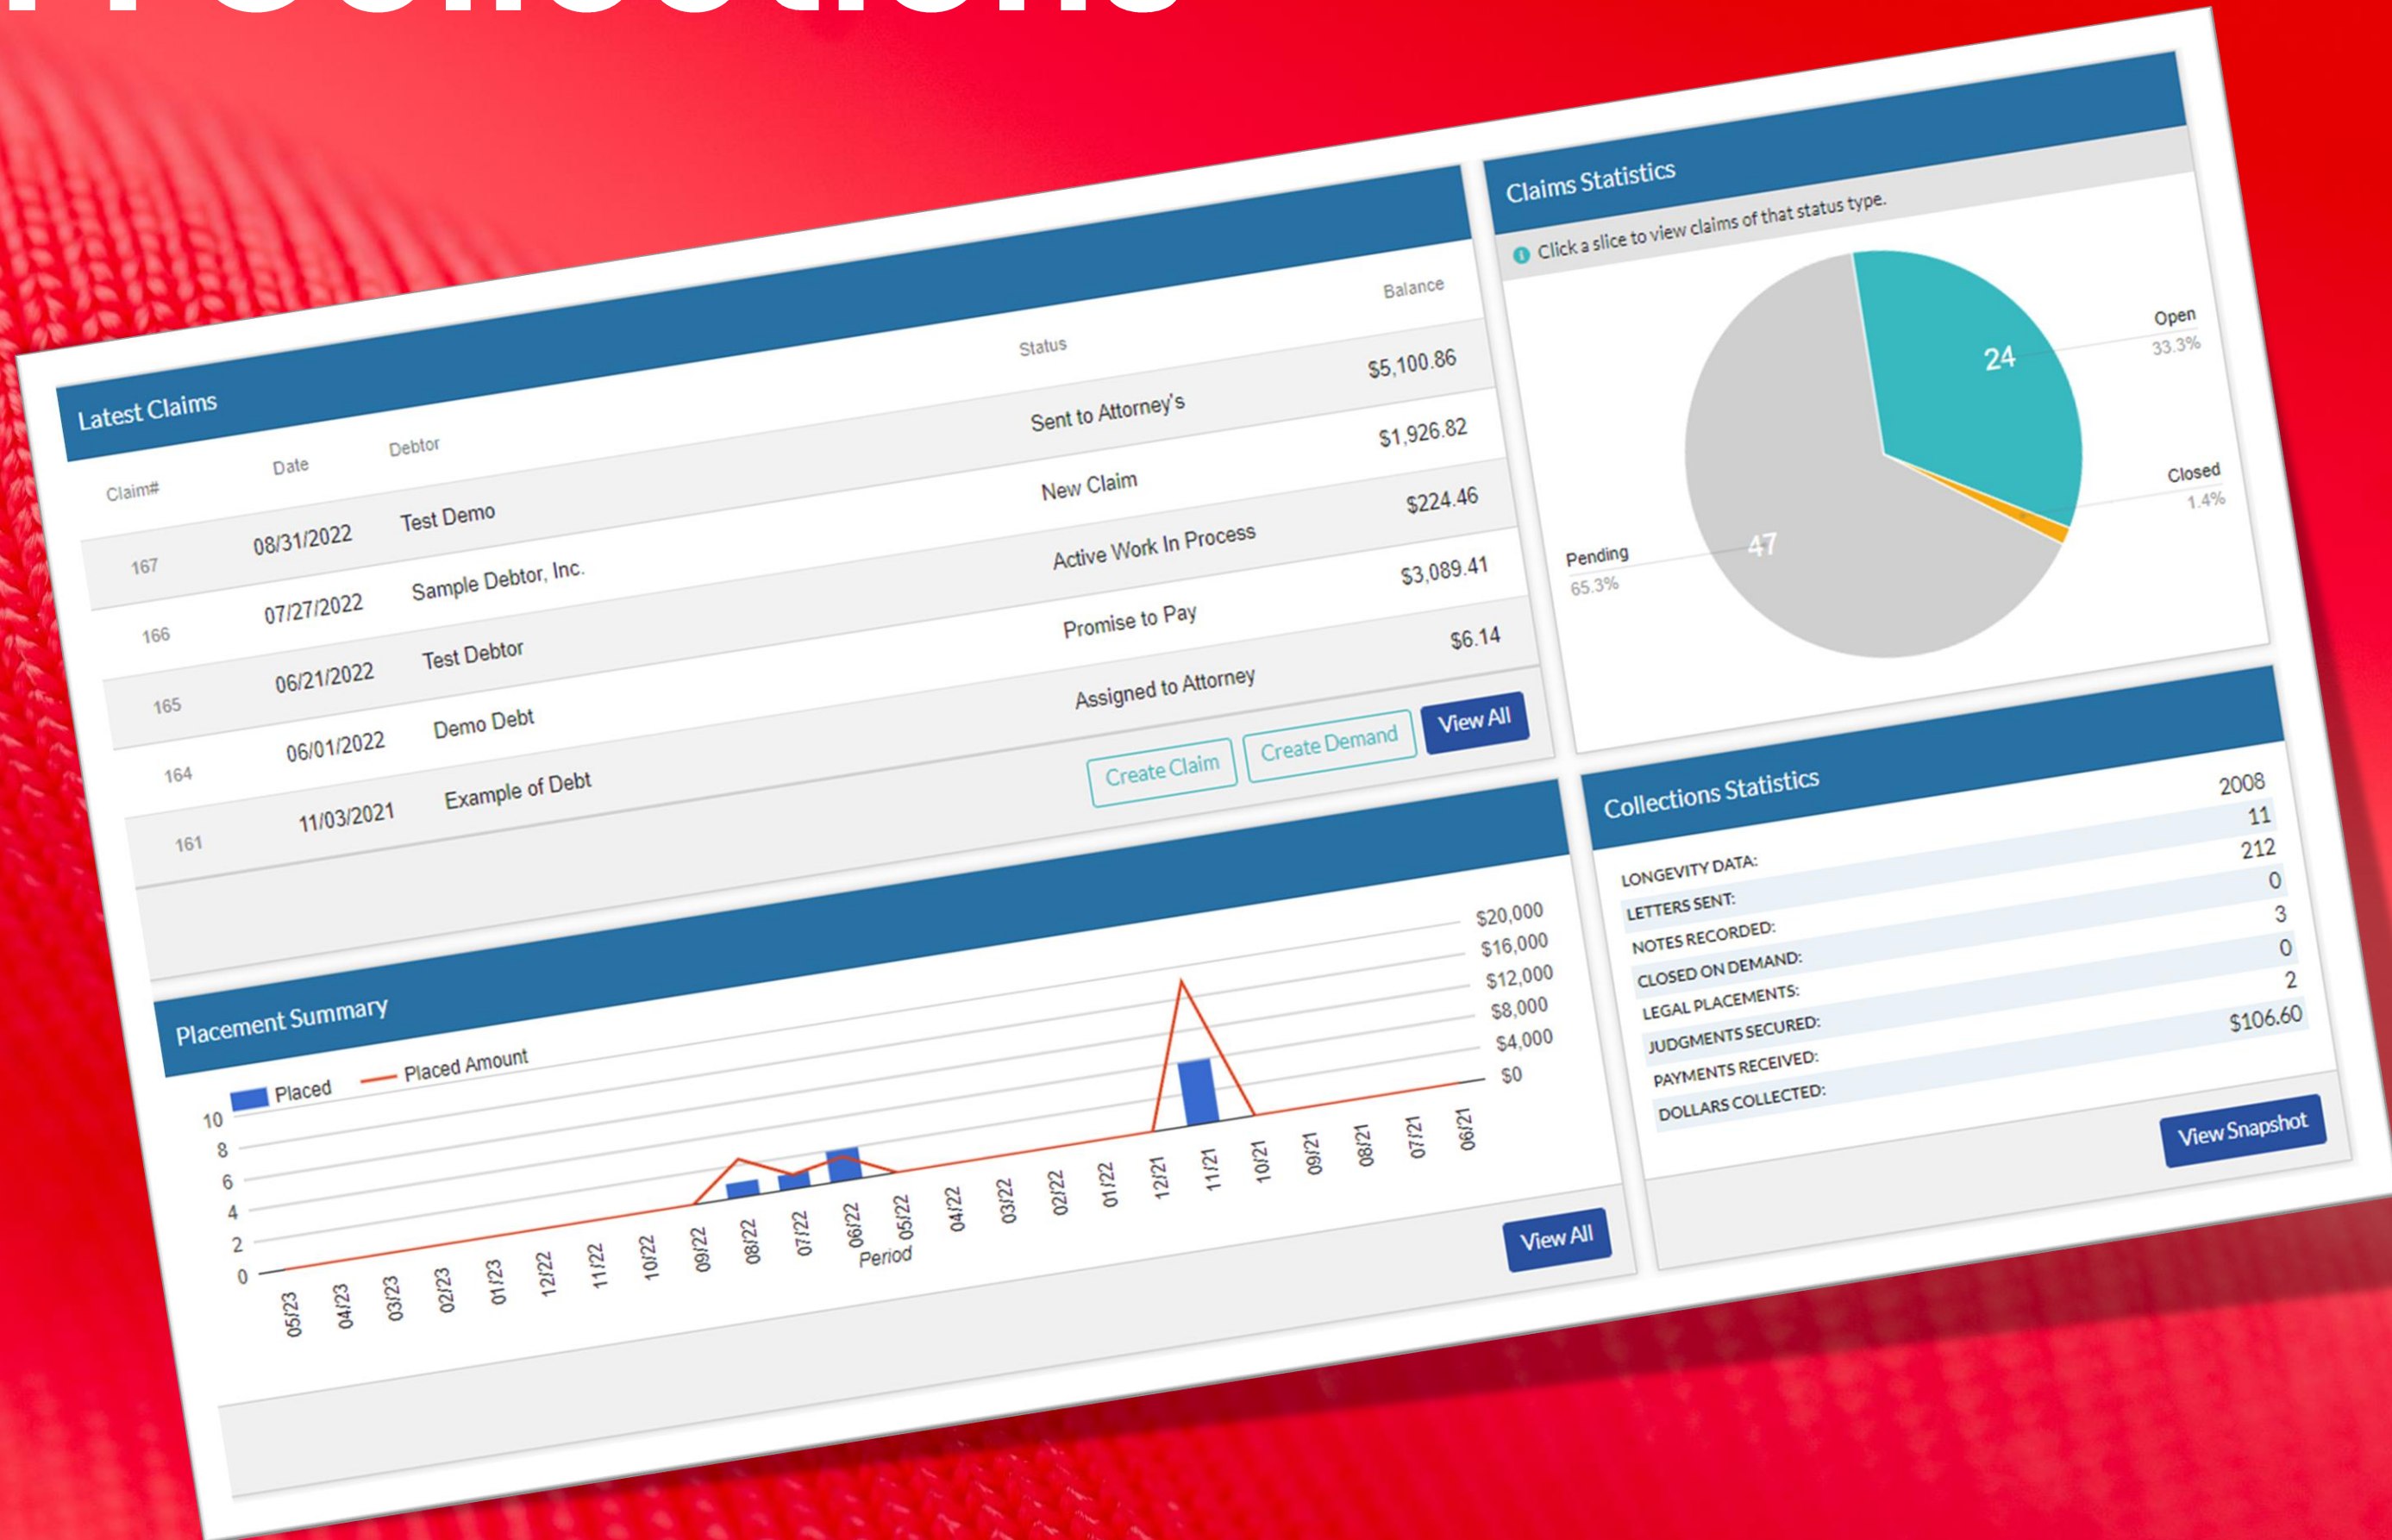 Collections
Latest Claims
Claim# Date Debtor Status Balance
167 08/31/2022 Test Demo Sent to Attorney's $5,100.86
166 07/27/2022 Sample Debtor, Inc. New Claim $1,926.82
165 06/21/2022 Test Debtor Active Work In Process $224.46
164 06/01/2022 Demo Debt Promise to Pay $3,089.41
161 11/03/2021 Example of Debt Assigned to Attorney $6.14
Create Claim Create Demand View All
Claims Statistics
Click a slice to view claims of that status type.
24
Open
33.3%
Closed
1.4%
47
Pending
65.3%
Placement Summary
Placed Placed Amount
10
8
6
4
2
0
$20,000
$16,000
$12,000
$8,000
$4,000
$0
05/23 04/23 03/23 02/23 01/23 12/22 11/22 10/22 09/22 08/22 07/22 06/22 05/22 04/22 03/22 02/22 01/22 12/21 11/21 10/21 09/21 08/21 07/21 06/21
Period
View All
Collections Statistics
LONGEVITY DATA: 2008
LETTERS SENT: 11
NOTES RECORDED: 212
CLOSED ON DEMAND: 0
LEGAL PLACEMENTS: 3
JUDGMENTS SECURED: 0
PAYMENTS RECEIVED: 2
DOLLARS COLLECTED: $106.60
View Snapshot